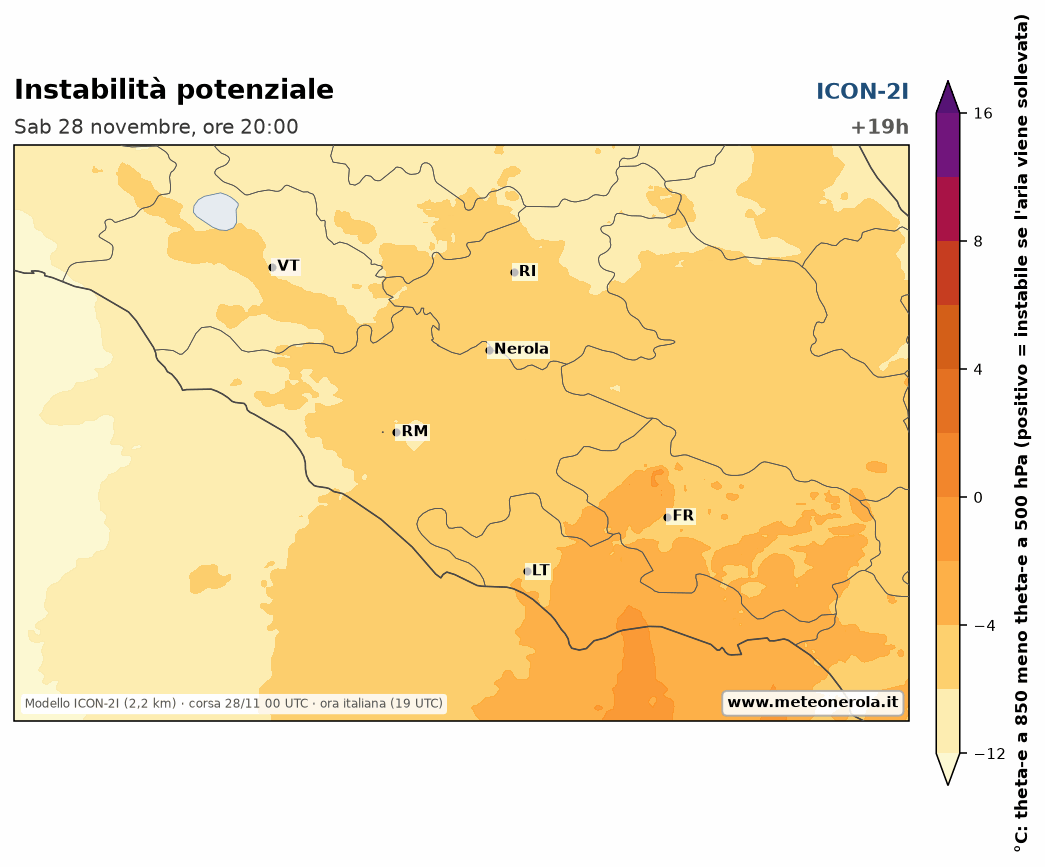 Instabilità potenziale
ICON-2I
Sab 28 novembre, ore 20:00
+19h
VT
RI
Nerola
RM
FR
LT
Modello ICON-2I (2,2 km) · corsa 28/11 00 UTC · ora italiana (19 UTC)
www.meteonerola.it
16
8
4
0
−4
−12
°C: theta-e a 850 meno theta-e a 500 hPa (positivo = instabile se l'aria viene sollevata)